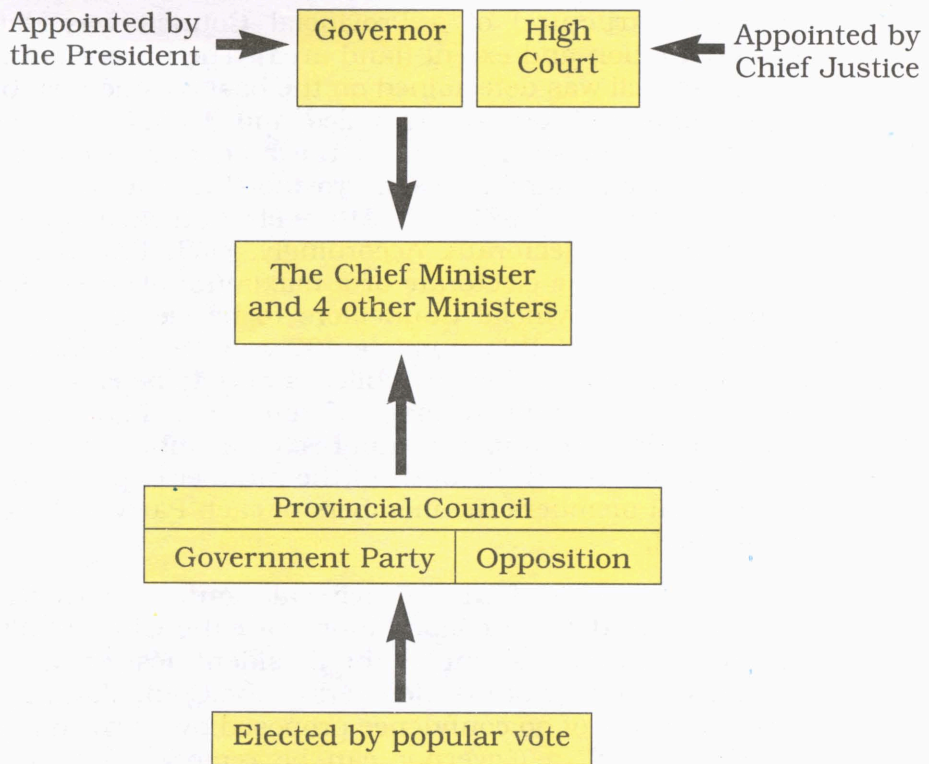 Appointed by
the President
Governor
High
Court
Appointed by
Chief Justice
The Chief Minister
and 4 other Ministers
Provincial Council
Government Party
Opposition
Elected by popular vote